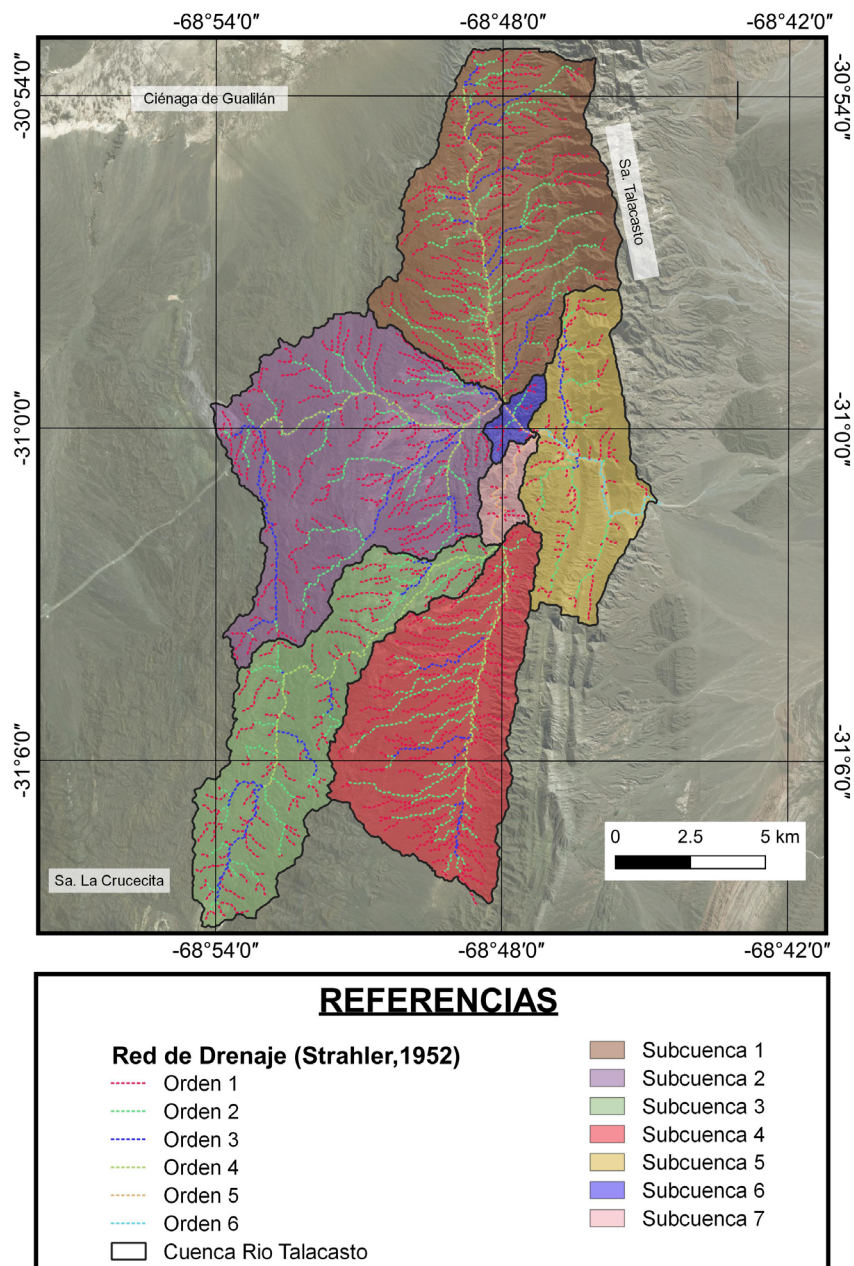 -68°54′0″ -68°48′0″ -68°42′0″
-30°54′0″ -30°54′0″
Ciénaga de Gualilán
Sa. Talacasto
-31°0′0″ -31°0′0″
-31°6′0″ -31°6′0″
0 2.5 5 km
Sa. La Crucecita
-68°54′0″ -68°48′0″ -68°42′0″
REFERENCIAS
Red de Drenaje (Strahler,1952)
Orden 1
Orden 2
Orden 3
Orden 4
Orden 5
Orden 6
Cuenca Rio Talacasto
Subcuenca 1
Subcuenca 2
Subcuenca 3
Subcuenca 4
Subcuenca 5
Subcuenca 6
Subcuenca 7